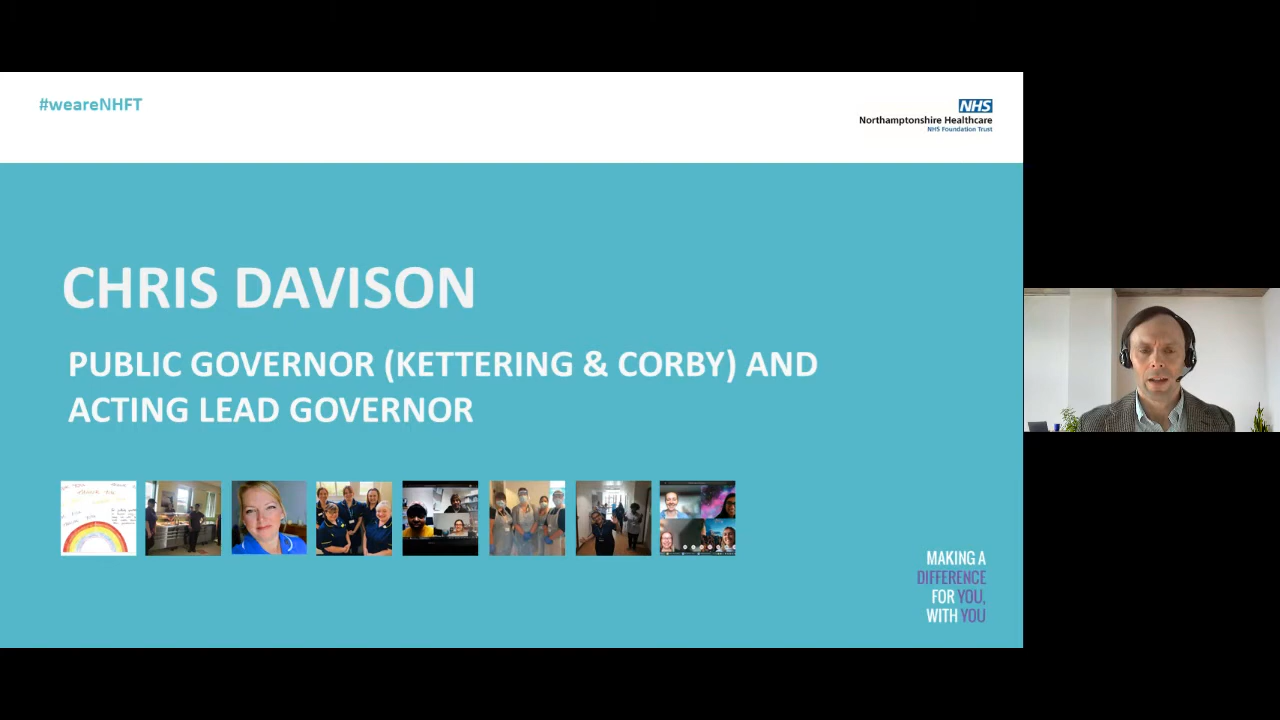 #weareNHFT
NHS
Northamptonshire Healthcare
NHS Foundation Trust
CHRIS DAVISON
PUBLIC GOVERNOR (KETTERING & CORBY) AND
ACTING LEAD GOVERNOR
MAKING A
DIFFERENCE
FOR YOU,
WITH YOU